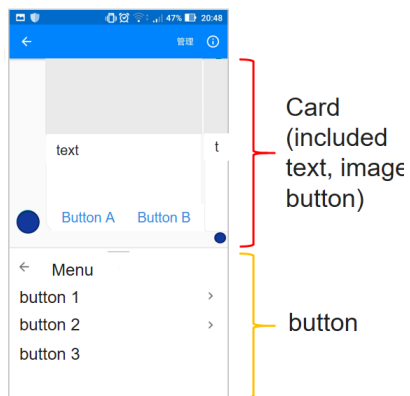 47% 20:48
管理
text
t
Button A Button B
Menu
button 1
button 2
button 3
Card
(included
text, image
button)
button